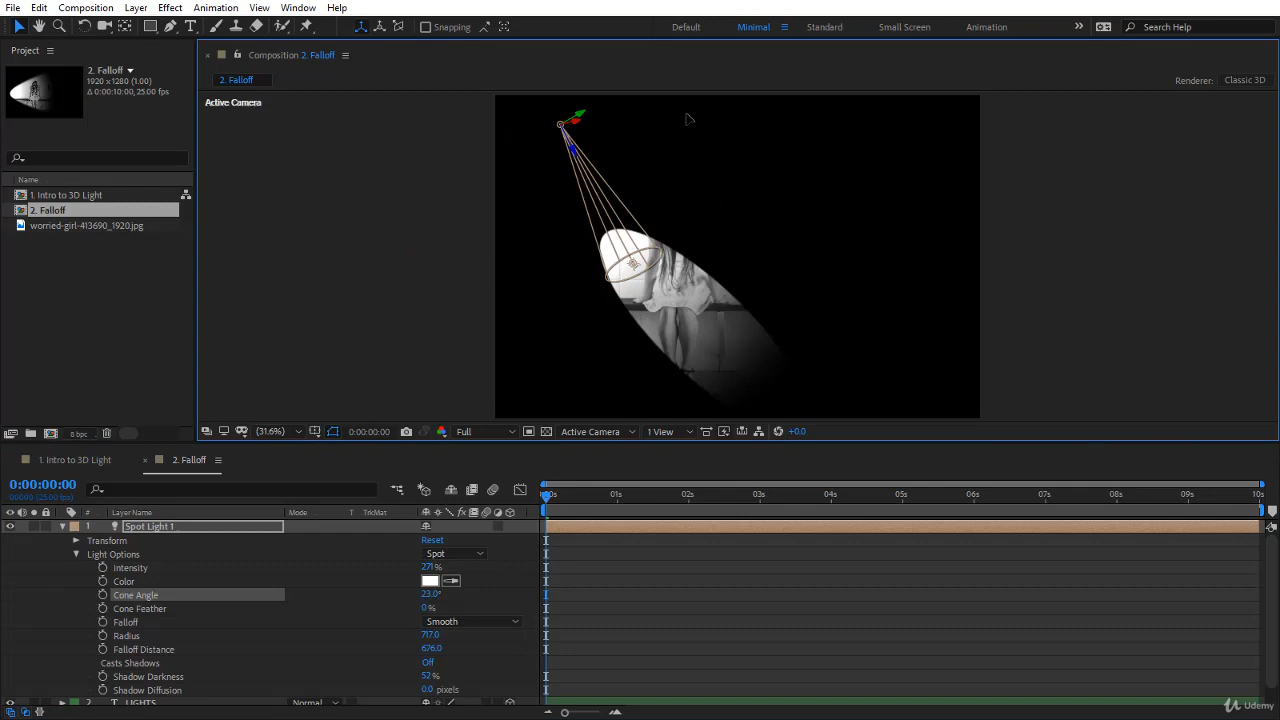 File Edit Composition Layer Effect Animation View Window Help
Snapping Default Minimal Standard Small Screen Animation Search Help
Project
Composition 2. Falloff
2. Falloff
1920 x 1280 (1.00)
Δ 0:00:10:00, 25.00 fps
2. Falloff
Renderer: Classic 3D
Active Camera
Name
1. Intro to 3D Light
2. Falloff
worried-girl-413690_1920.jpg
8 bpc
(31.6%) 0:00:00:00 Full Active Camera 1 View +0.0
1. Intro to 3D Light
2. Falloff
0:00:00:00
00000 (25.00 fps)
01s 02s 03s 04s 05s 06s 07s 08s 09s 10s
# Layer Name Mode T TrkMat
1 Spot Light 1
Transform Reset
Light Options Spot
Intensity 271 %
Color
Cone Angle 23.0°
Cone Feather 0 %
Falloff Smooth
Radius 717.0
Falloff Distance 676.0
Casts Shadows Off
Shadow Darkness 52 %
Shadow Diffusion 0.0 pixels
2 T LIGHTS Normal
Udemy